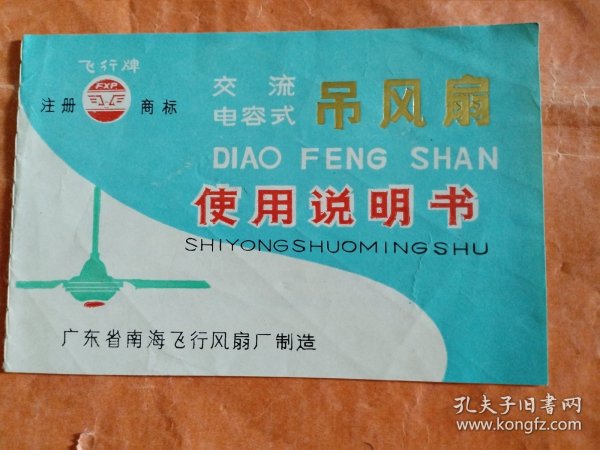 飞行牌
FXP
注册 商标
交流
电容式
吊风扇
DIAO FENG SHAN
使用说明书
SHIYONGSHUOMINGSHU
广东省南海飞行风扇厂制造
孔夫子旧书网
www.kongfz.com